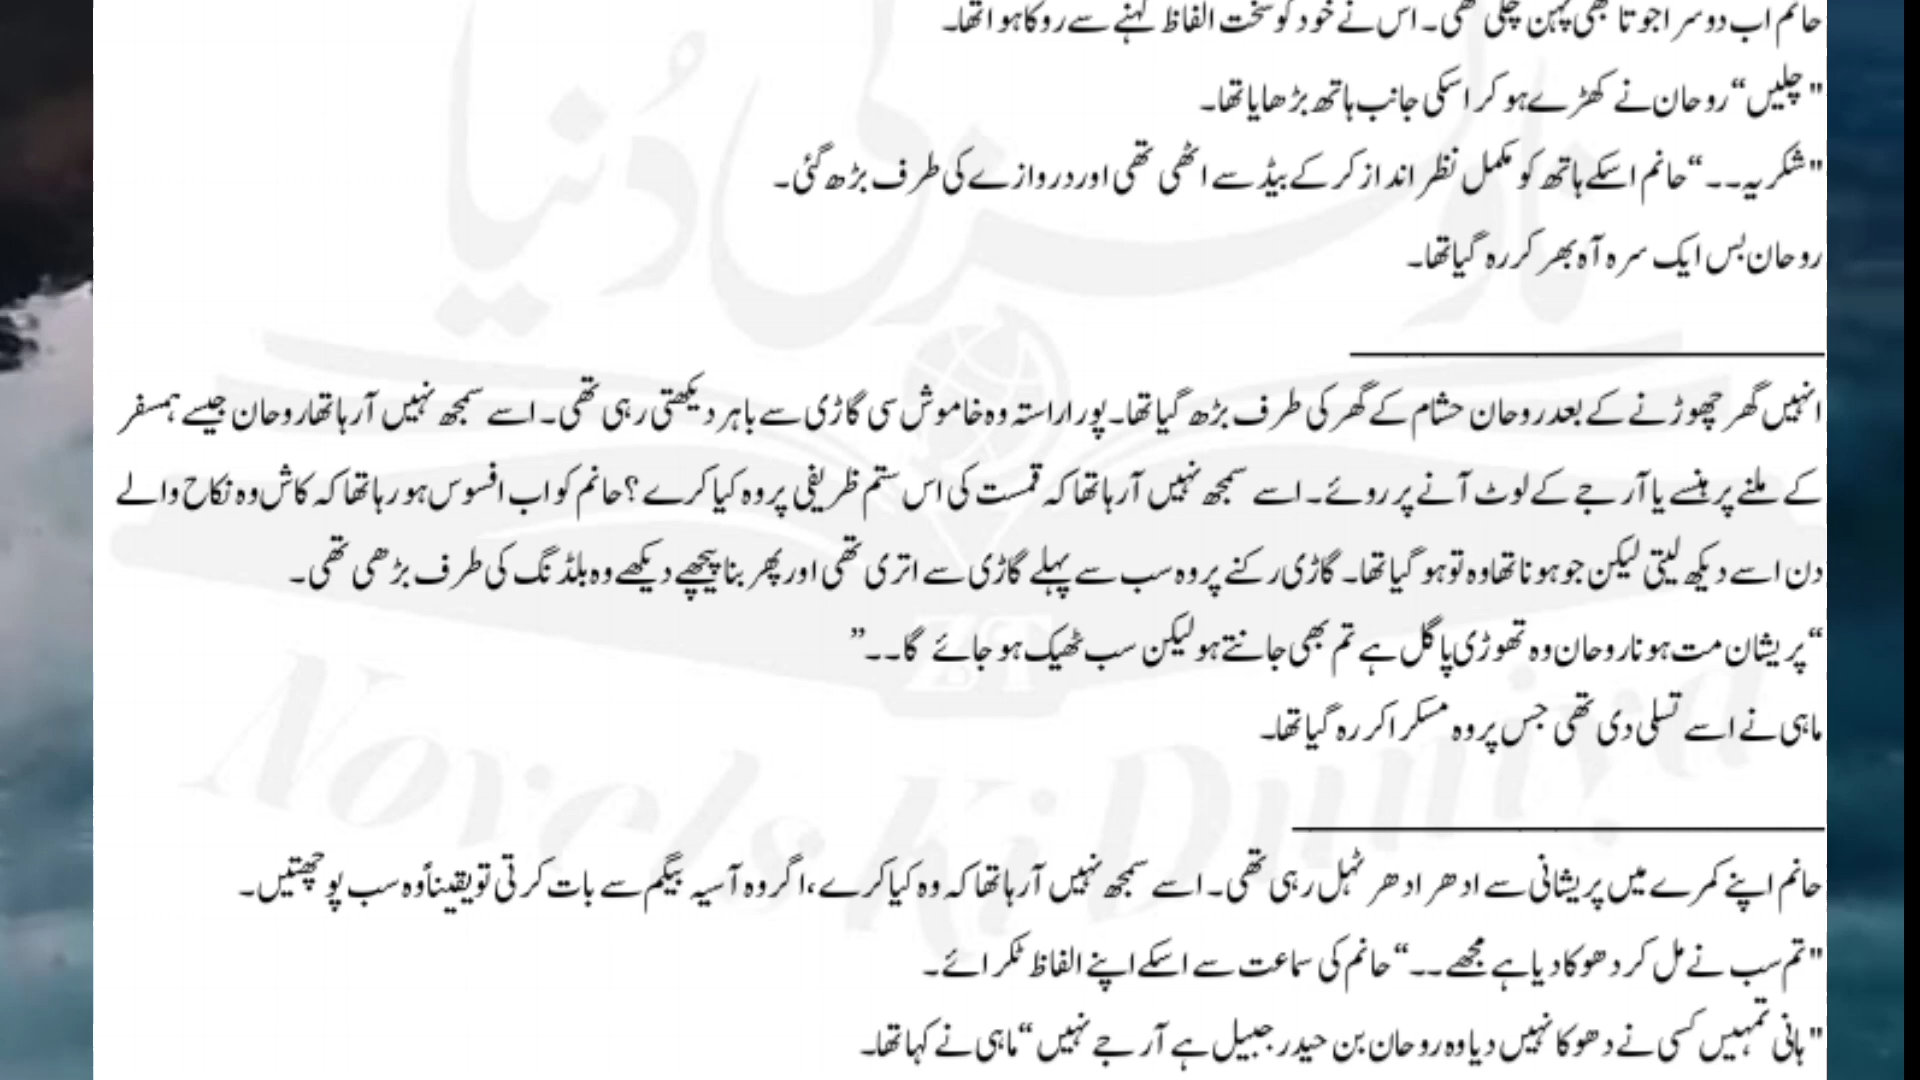 حانم اب دوسرا جوتا بھی پہن چکی تھی۔ اس نے خود کو سخت الفاظ کہنے سے روکا ہوا تھا۔
"چلیں“ روحان نے کھڑے ہو کر اسکی جانب ہاتھ بڑھایا تھا۔
"شکریہ۔۔“ حانم اسکے ہاتھ کو مکمل نظر انداز کر کے بیڈ سے اٹھی تھی اور دروازے کی طرف بڑھ گئی۔
روحان بس ایک سرہ آہ بھر کر رہ گیا تھا۔
انہیں گھر چھوڑنے کے بعد روحان حشام کے گھر کی طرف بڑھ گیا تھا۔ پورا راستہ وہ خاموش سی گاڑی سے باہر دیکھتی رہی تھی۔ اسے سمجھ نہیں آرہا تھا روحان جیسے ہمسفر
کے ملنے پر ہنسے یا آر جے کے لوٹ آنے پر روئے۔ اسے سمجھ نہیں آرہا تھا کہ قمست کی اس ستم ظریفی پر وہ کیا کرے؟ حانم کو اب افسوس ہو رہا تھا کہ کاش وہ نکاح والے
دن اسے دیکھ لیتی لیکن جو ہونا تھا وہ تو ہو گیا تھا۔ گاڑی رکنے پر وہ سب سے پہلے گاڑی سے اتری تھی اور پھر بنا پیچھے دیکھے وہ بلڈنگ کی طرف بڑھی تھی۔
“پریشان مت ہونا روحان وہ تھوڑی پاگل ہے تم بھی جانتے ہو لیکن سب ٹھیک ہو جائے گا۔۔”
ماہی نے اسے تسلی دی تھی جس پر وہ مسکرا کر رہ گیا تھا۔
حانم اپنے کمرے میں پریشانی سے ادھر ادھر ٹہل رہی تھی۔ اسے سمجھ نہیں آرہا تھا کہ وہ کیا کرے، اگر وہ آسیہ بیگم سے بات کرتی تو یقیناً وہ سب پوچھتیں۔
"تم سب نے مل کر دھوکا دیا ہے مجھے۔۔“ حانم کی سماعت سے اسکے اپنے الفاظ ٹکرائے۔
"ہانی تمہیں کسی نے دھوکا نہیں دیا وہ روحان بن حیدر جبیل ہے آر جے نہیں“ ماہی نے کہا تھا۔
ناولز کی دُنیا
ZT
Novels Ki Duniya